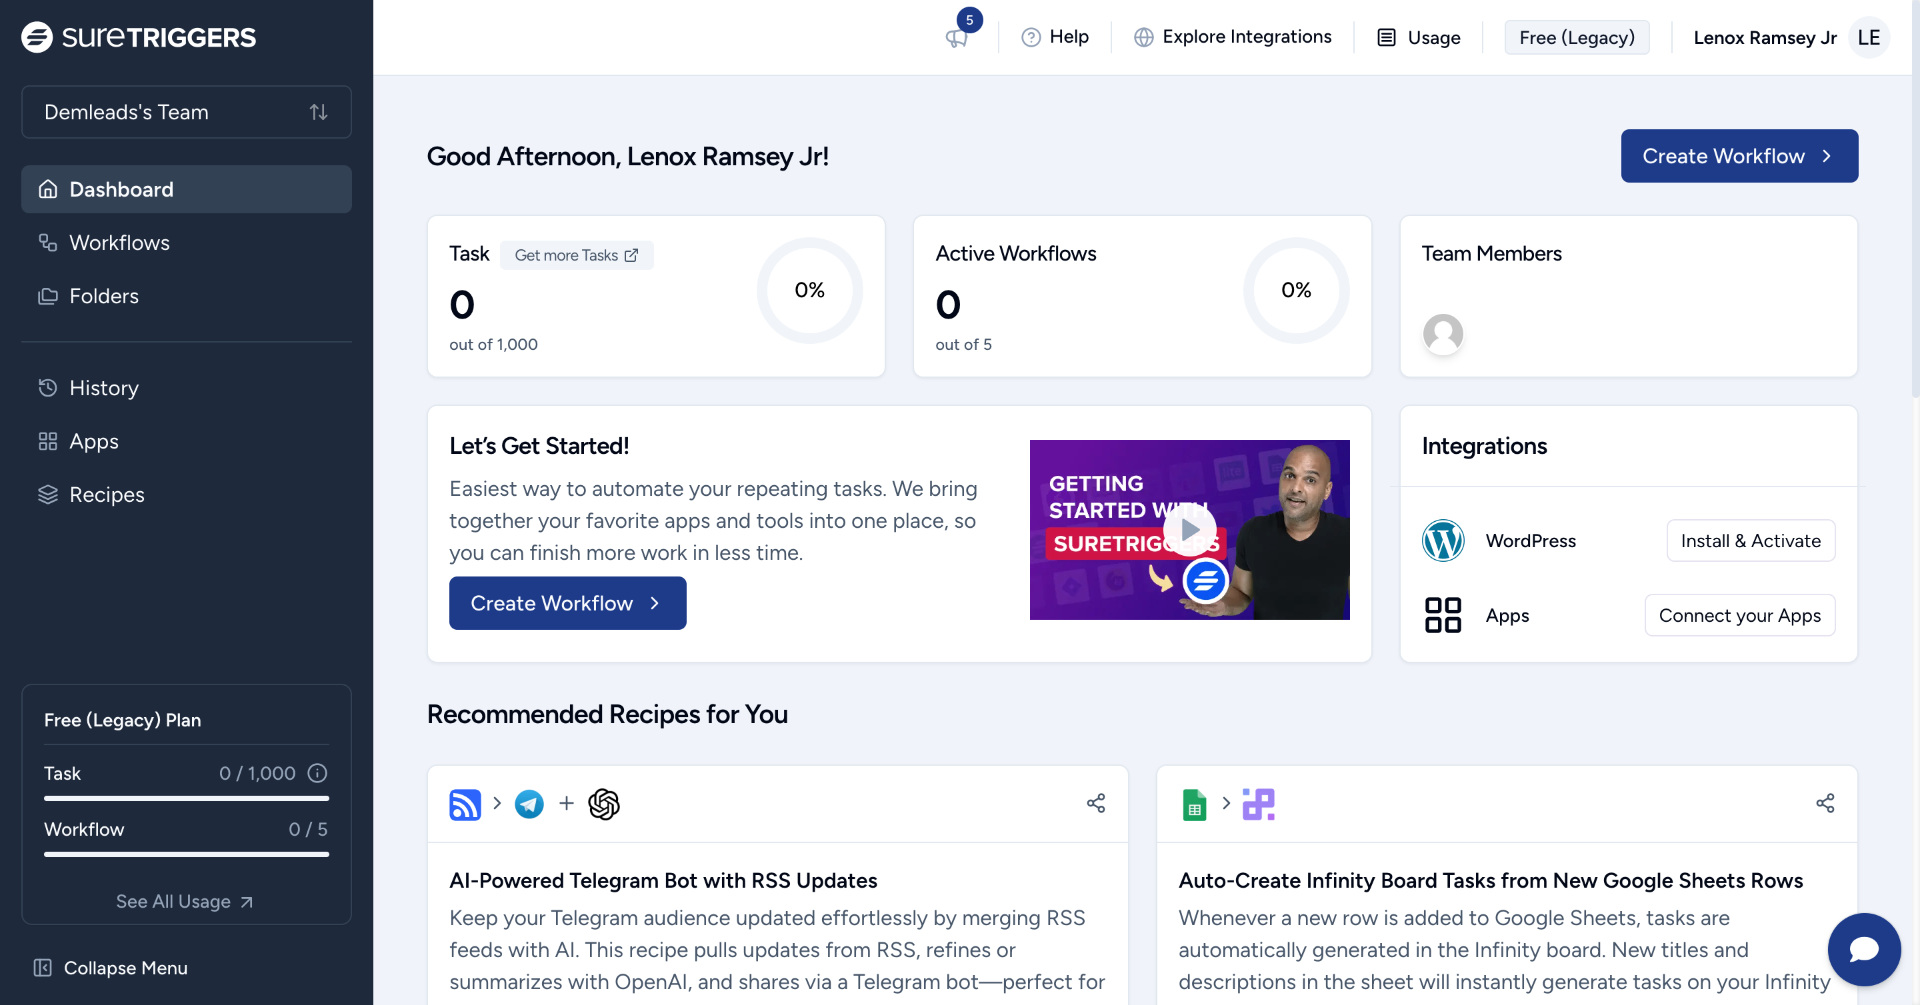 sureTRIGGERS
Demleads's Team
Dashboard
Workflows
Folders
History
Apps
Recipes
Free (Legacy) Plan
Task 0 / 1,000
Workflow 0 / 5
See All Usage
Collapse Menu
5
Help
Explore Integrations
Usage
Free (Legacy)
Lenox Ramsey Jr
LE
Good Afternoon, Lenox Ramsey Jr!
Create Workflow
Task
Get more Tasks
0
out of 1,000
0%
Active Workflows
0
out of 5
0%
Team Members
Let's Get Started!
Easiest way to automate your repeating tasks. We bring
together your favorite apps and tools into one place, so
you can finish more work in less time.
Create Workflow
GETTING
STARTED WITH
SURETRIGGERS
Integrations
WordPress
Install & Activate
Apps
Connect your Apps
Recommended Recipes for You
AI-Powered Telegram Bot with RSS Updates
Keep your Telegram audience updated effortlessly by merging RSS
feeds with AI. This recipe pulls updates from RSS, refines or
summarizes with OpenAI, and shares via a Telegram bot—perfect for
Auto-Create Infinity Board Tasks from New Google Sheets Rows
Whenever a new row is added to Google Sheets, tasks are
automatically generated in the Infinity board. New titles and
descriptions in the sheet will instantly generate tasks on your Infinity